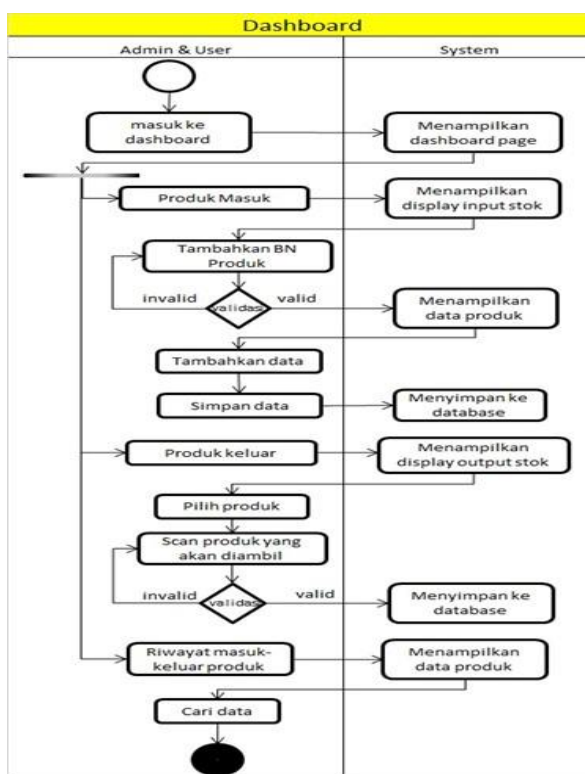 Dashboard
Admin & User
System
masuk ke
dashboard
Menampilkan
dashboard page
Produk Masuk
Menampilkan
display input stok
Tambahkan BN
Produk
invalid
validasi
valid
Menampilkan
data produk
Tambahkan data
Simpan data
Menyimpan ke
database
Produk keluar
Menampilkan
display output stok
Pilih produk
Scan produk yang
akan diambil
invalid
validasi
valid
Menyimpan ke
database
Riwayat masuk-
keluar produk
Menampilkan
data produk
Cari data